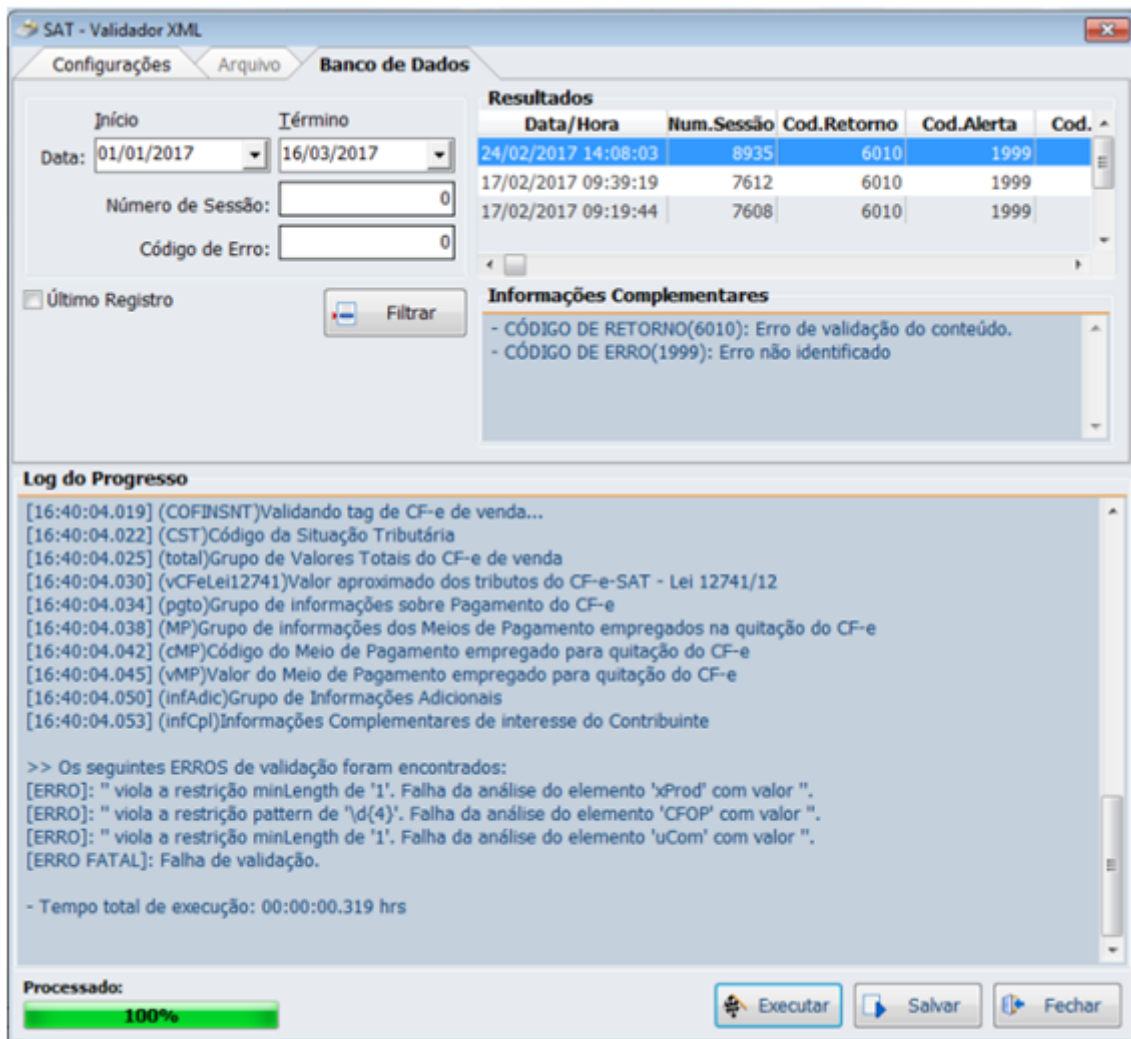 SAT - Validador XML
Configurações Arquivo Banco de Dados
Início Término
Data: 01/01/2017 16/03/2017
Número de Sessão: 0
Código de Erro: 0
Último Registro
Filtrar
Resultados
Data/Hora Num.Sessão Cod.Retorno Cod.Alerta Cod.
24/02/2017 14:08:03 8935 6010 1999
17/02/2017 09:39:19 7612 6010 1999
17/02/2017 09:19:44 7608 6010 1999
Informações Complementares
- CÓDIGO DE RETORNO(6010): Erro de validação do conteúdo.
- CÓDIGO DE ERRO(1999): Erro não identificado
Log do Progresso
[16:40:04.019] (COFINSNT)Validando tag de CF-e de venda...
[16:40:04.022] (CST)Código da Situação Tributária
[16:40:04.025] (total)Grupo de Valores Totais do CF-e de venda
[16:40:04.030] (vCFeLei12741)Valor aproximado dos tributos do CF-e-SAT - Lei 12741/12
[16:40:04.034] (pgto)Grupo de informações sobre Pagamento do CF-e
[16:40:04.038] (MP)Grupo de informações dos Meios de Pagamento empregados na quitação do CF-e
[16:40:04.042] (cMP)Código do Meio de Pagamento empregado para quitação do CF-e
[16:40:04.045] (vMP)Valor do Meio de Pagamento empregado para quitação do CF-e
[16:40:04.050] (infAdic)Grupo de Informações Adicionais
[16:40:04.053] (infCpl)Informações Complementares de interesse do Contribuinte
>> Os seguintes ERROS de validação foram encontrados:
[ERRO]: '' viola a restrição minLength de '1'. Falha da análise do elemento 'xProd' com valor ''.
[ERRO]: '' viola a restrição pattern de '\d{4}'. Falha da análise do elemento 'CFOP' com valor ''.
[ERRO]: '' viola a restrição minLength de '1'. Falha da análise do elemento 'uCom' com valor ''.
[ERRO FATAL]: Falha de validação.
- Tempo total de execução: 00:00:00.319 hrs
Processado:
100%
Executar Salvar Fechar